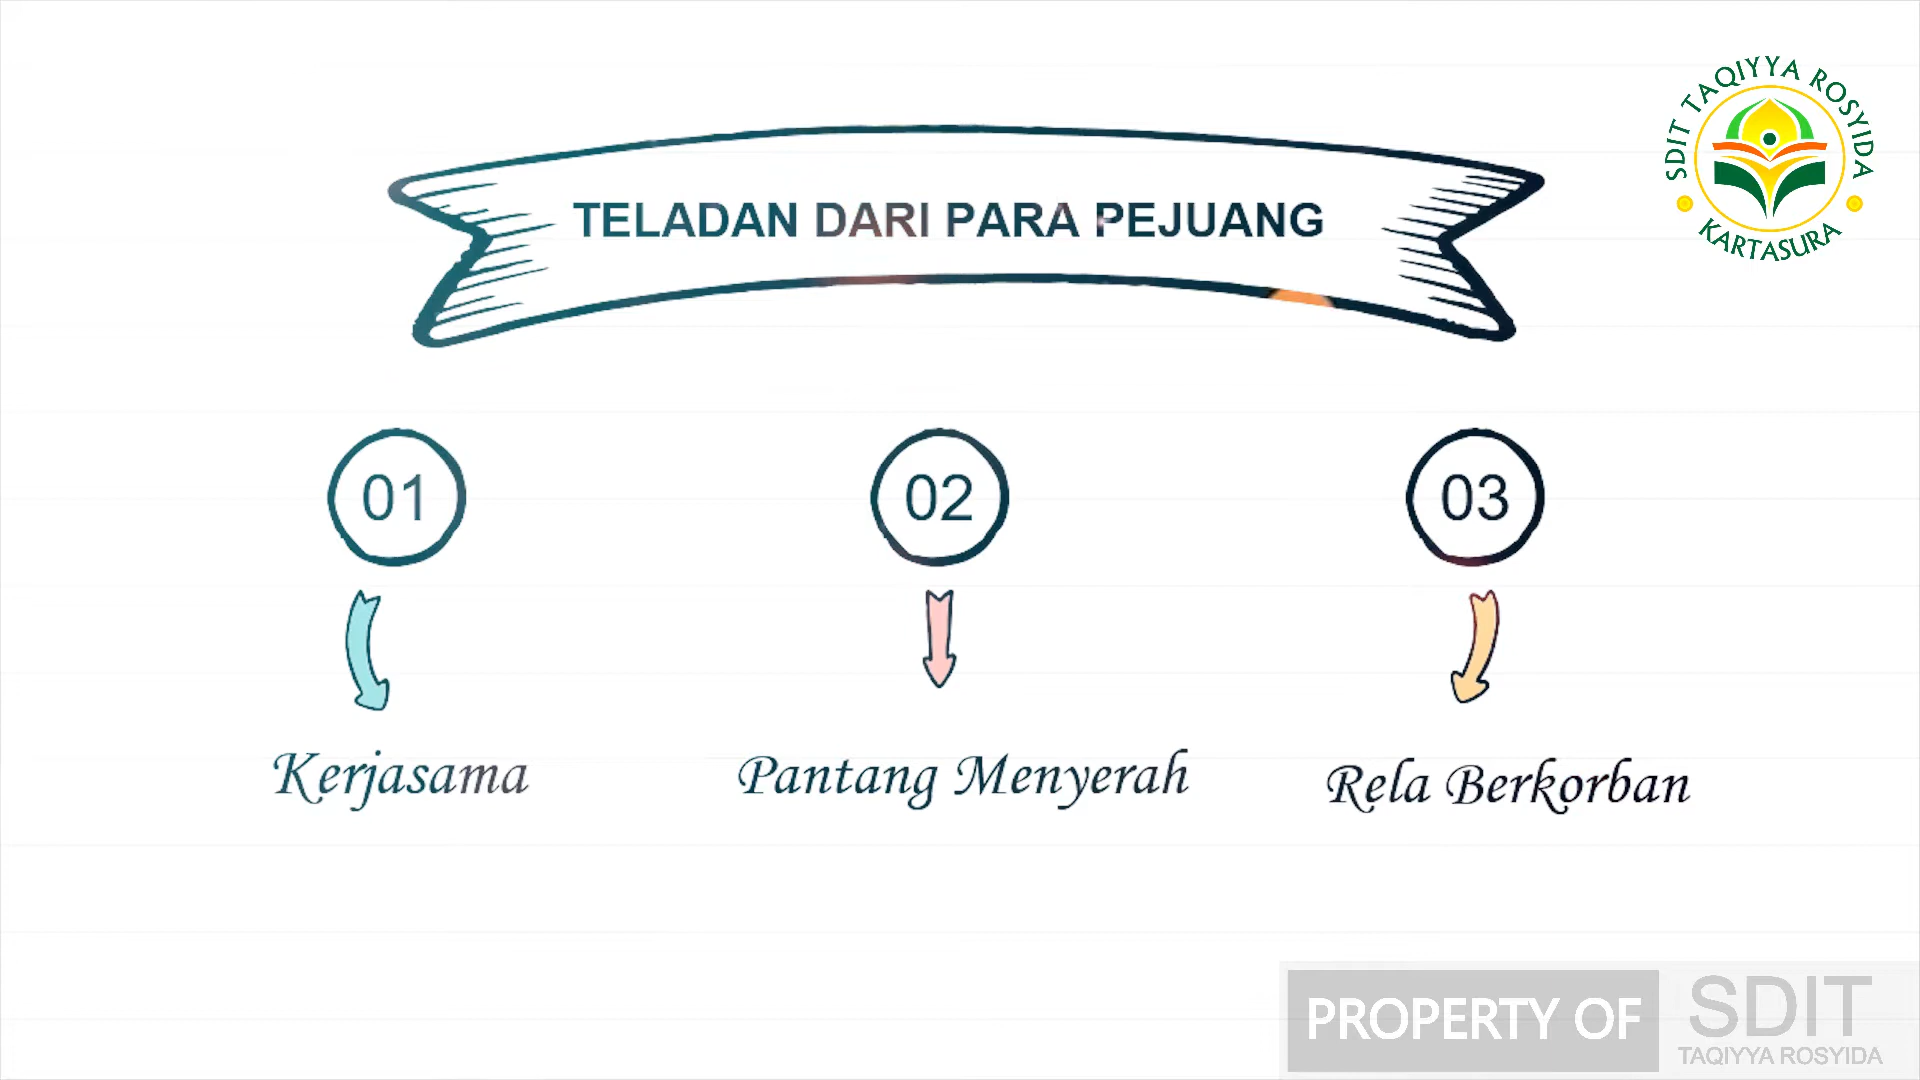 SDIT TAQIYYA ROSYIDA
KARTASURA
TELADAN DARI PARA PEJUANG
01
02
03
Kerjasama
Pantang Menyerah
Rela Berkorban
PROPERTY OF
SDIT
TAQIYYA ROSYIDA